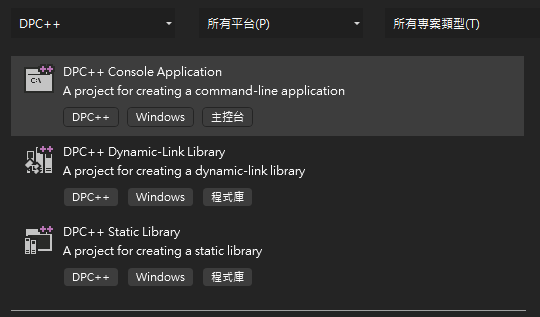 DPC++ 所有平台(P) 所有專案類型(T)
C:\ ++
DPC++ Console Application
A project for creating a command-line application
DPC++ Windows 主控台
++
DPC++ Dynamic-Link Library
A project for creating a dynamic-link library
DPC++ Windows 程式庫
++
DPC++ Static Library
A project for creating a static library
DPC++ Windows 程式庫